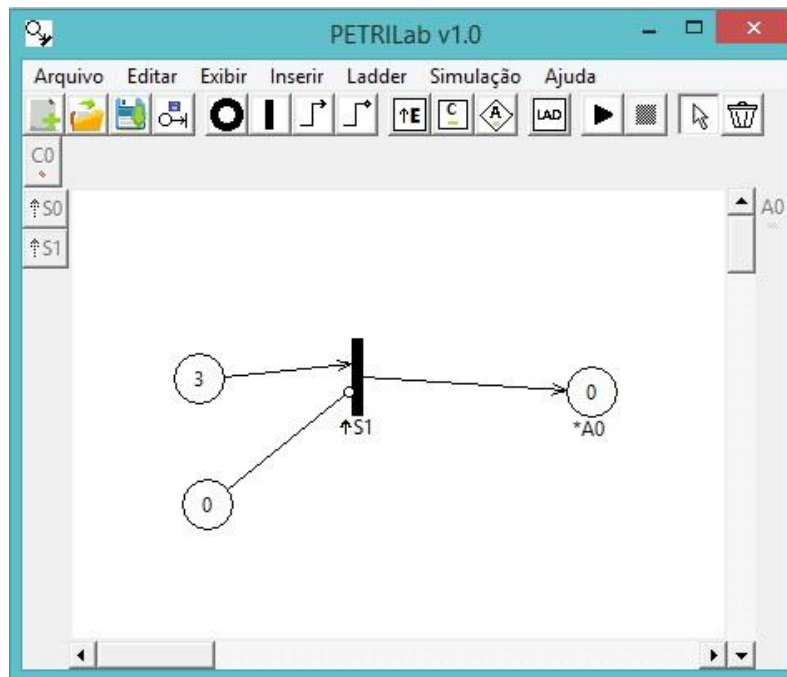 PETRILab v1.0
Arquivo Editar Exibir Inserir Ladder Simulação Ajuda
↑E C A LAD
C0
↑S0
↑S1
A0
3
0
↑S1
*A0
0